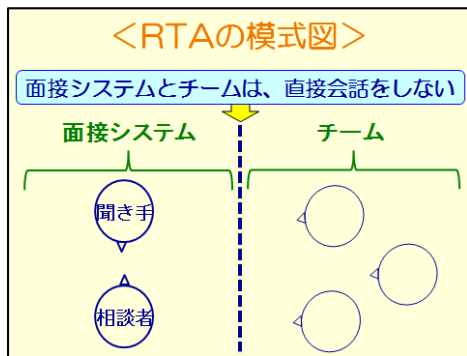 ＜RTAの模式図＞
面接システムとチームは、直接会話をしない
面接システム
チーム
聞き手
相談者